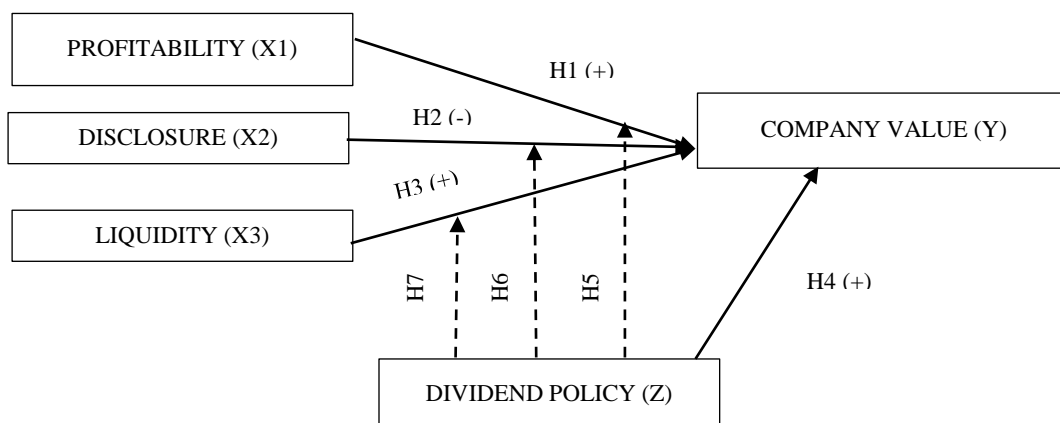 PROFITABILITY (X1)
H1 (+)
COMPANY VALUE (Y)
H2 (-)
DISCLOSURE (X2)
H3 (+)
LIQUIDITY (X3)
H7
H6
H5
H4 (+)
DIVIDEND POLICY (Z)